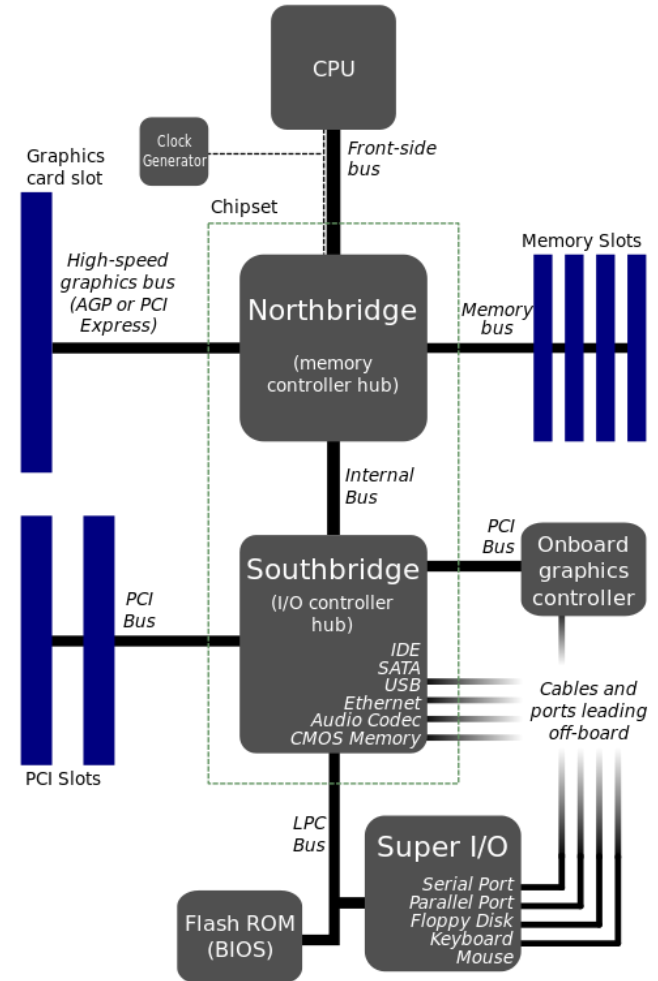 CPU
Clock
Generator
Front-side
bus
Graphics
card slot
Chipset
High-speed
graphics bus
(AGP or PCI
Express)
Northbridge
(memory
controller hub)
Memory Slots
Memory
bus
Internal
Bus
PCI
Bus
Onboard
graphics
controller
Southbridge
(I/O controller
hub)
IDE
SATA
USB
Ethernet
Audio Codec
CMOS Memory
PCI
Bus
PCI Slots
Cables and
ports leading
off-board
LPC
Bus
Super I/O
Serial Port
Parallel Port
Floppy Disk
Keyboard
Mouse
Flash ROM
(BIOS)